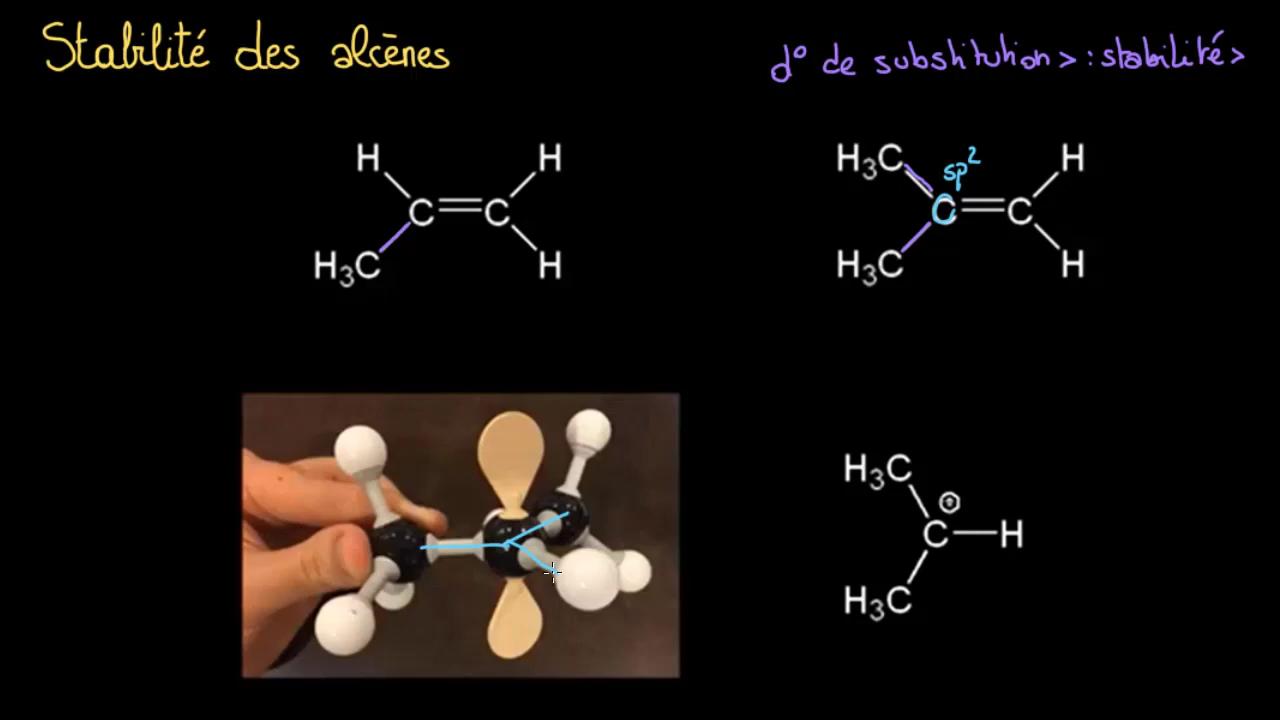 Stabilité des alcènes
d° de substitution > : stabilité >
H H
C=C
H₃C H
H₃C sp² H
C=C
H₃C H
H₃C ⊕
C—H
H₃C